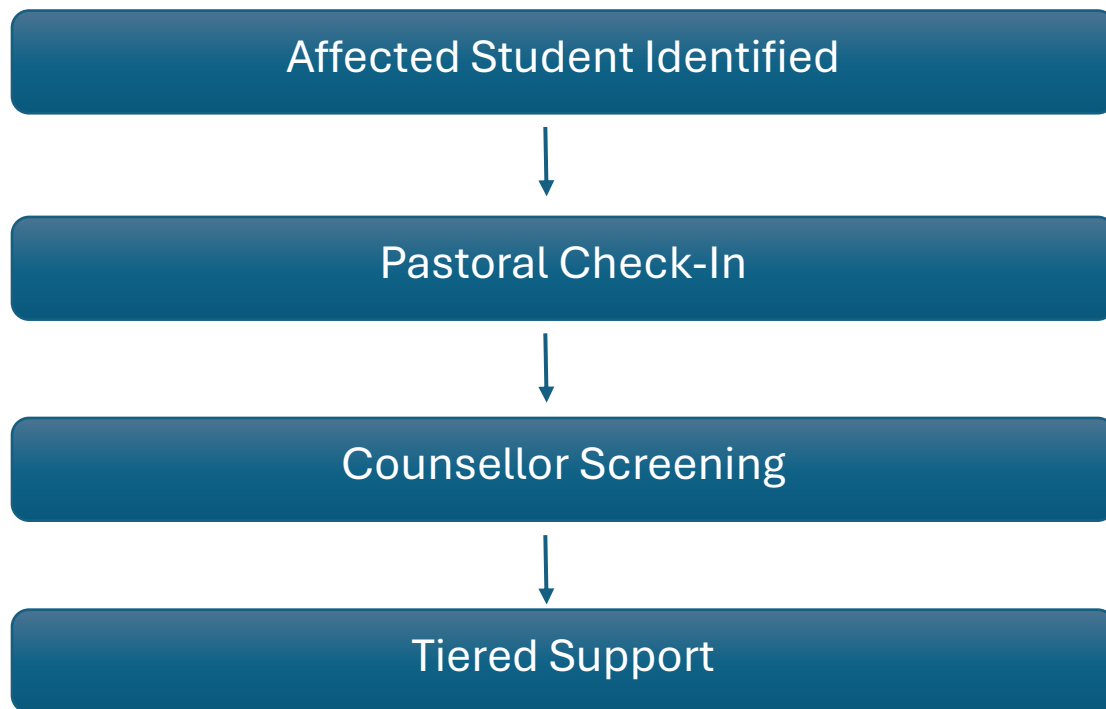 Affected Student Identified
Pastoral Check-In
Counsellor Screening
Tiered Support